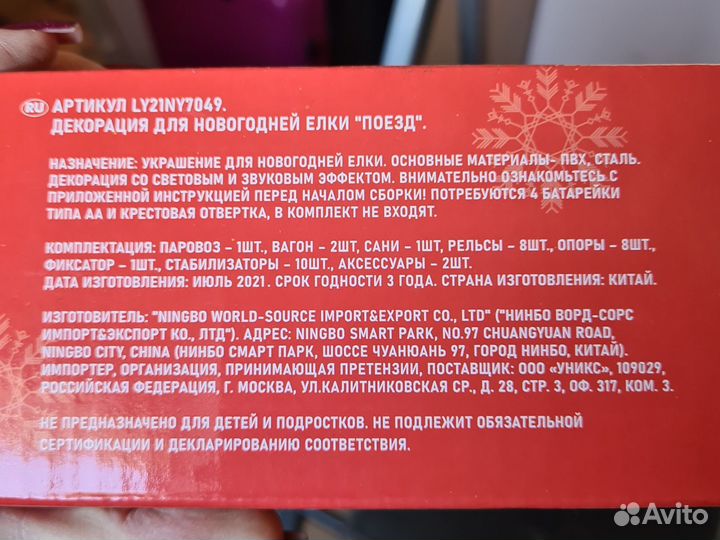 RU АРТИКУЛ LY21NY7049.
ДЕКОРАЦИЯ ДЛЯ НОВОГОДНЕЙ ЕЛКИ "ПОЕЗД".
НАЗНАЧЕНИЕ: УКРАШЕНИЕ ДЛЯ НОВОГОДНЕЙ ЕЛКИ. ОСНОВНЫЕ МАТЕРИАЛЫ- ПВХ, СТАЛЬ.
ДЕКОРАЦИЯ СО СВЕТОВЫМ И ЗВУКОВЫМ ЭФФЕКТОМ. ВНИМАТЕЛЬНО ОЗНАКОМЬТЕСЬ С
ПРИЛОЖЕННОЙ ИНСТРУКЦИЕЙ ПЕРЕД НАЧАЛОМ СБОРКИ! ПОТРЕБУЮТСЯ 4 БАТАРЕЙКИ
ТИПА АА И КРЕСТОВАЯ ОТВЕРТКА, В КОМПЛЕКТ НЕ ВХОДЯТ.
КОМПЛЕКТАЦИЯ: ПАРОВОЗ – 1ШТ., ВАГОН – 2ШТ, САНИ – 1ШТ, РЕЛЬСЫ – 8ШТ., ОПОРЫ – 8ШТ.,
ФИКСАТОР – 1ШТ., СТАБИЛИЗАТОРЫ – 10ШТ., АКСЕССУАРЫ – 2ШТ.
ДАТА ИЗГОТОВЛЕНИЯ: ИЮЛЬ 2021. СРОК ГОДНОСТИ 3 ГОДА. СТРАНА ИЗГОТОВЛЕНИЯ: КИТАЙ.
ИЗГОТОВИТЕЛЬ: "NINGBO WORLD-SOURCE IMPORT&EXPORT CO., LTD" ("НИНБО ВОРД-СОРС
ИМПОРТ&ЭКСПОРТ КО., ЛТД"). АДРЕС: NINGBO SMART PARK, NO.97 CHUANGYUAN ROAD,
NINGBO CITY, CHINA (НИНБО СМАРТ ПАРК, ШОССЕ ЧУАНЮАНЬ 97, ГОРОД НИНБО, КИТАЙ).
ИМПОРТЕР, ОРГАНИЗАЦИЯ, ПРИНИМАЮЩАЯ ПРЕТЕНЗИИ, ПОСТАВЩИК: ООО «УНИКС», 109029,
РОССИЙСКАЯ ФЕДЕРАЦИЯ, Г. МОСКВА, УЛ.КАЛИТНИКОВСКАЯ СР., Д. 28, СТР. 3, ОФ. 317, КОМ. 3.
НЕ ПРЕДНАЗНАЧЕНО ДЛЯ ДЕТЕЙ И ПОДРОСТКОВ. НЕ ПОДЛЕЖИТ ОБЯЗАТЕЛЬНОЙ
СЕРТИФИКАЦИИ И ДЕКЛАРИРОВАНИЮ СООТВЕТСТВИЯ.
Avito